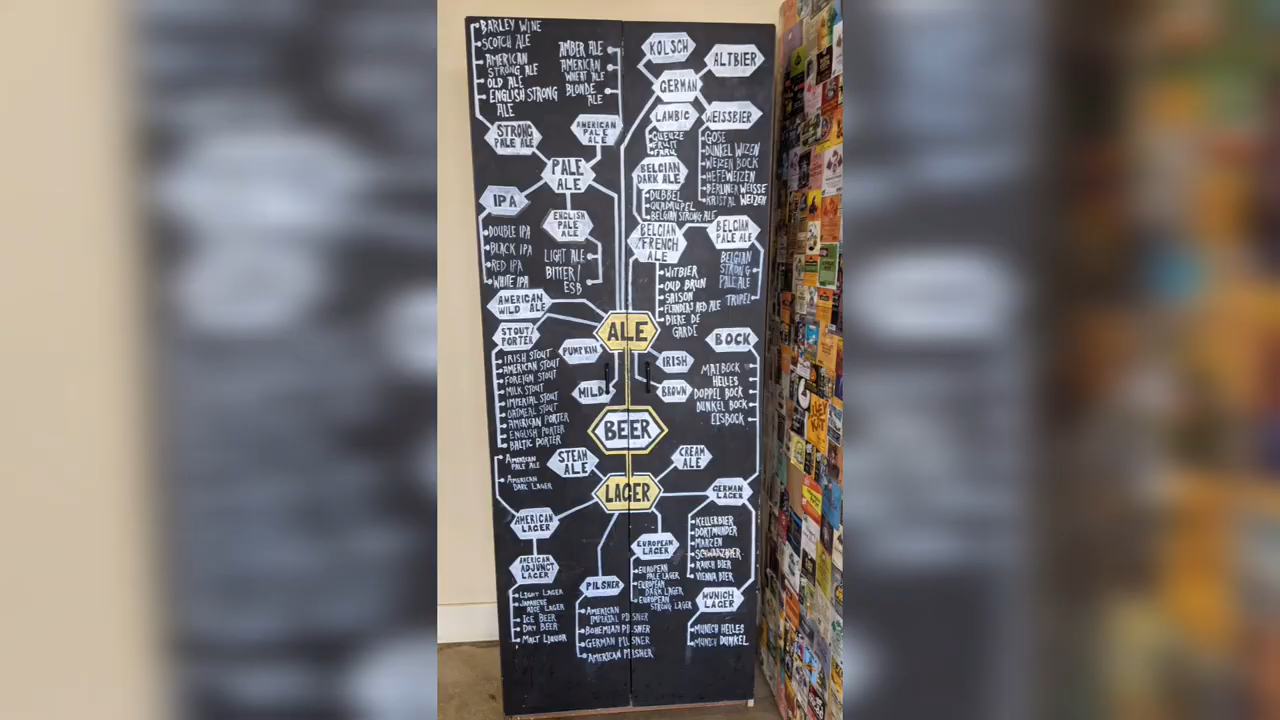 BARLEY WINE
SCOTCH ALE
AMERICAN
STRONG ALE
OLD ALE
ENGLISH STRONG
ALE
AMBER ALE
AMERICAN
WHEAT ALE
BLONDE
ALE
STRONG
PALE ALE
AMERICAN
PALE
ALE
PALE
ALE
IPA
DOUBLE IPA
BLACK IPA
RED IPA
WHITE IPA
ENGLISH
PALE
ALE
LIGHT ALE
BITTER/
ESB
KOLSCH
ALTBIER
GERMAN
LAMBIC
GUEUZE
FRUIT
FARO
WEISSBIER
GOSE
DUNKEL WIZEN
WEIZEN BOCK
HEFEWEIZEN
BERLINER WEISSE
KRISTAL WEIZEN
BELGIAN
DARK ALE
DUBBEL
QUADRUPEL
BELGIAN STRONG ALE
BELGIAN
/FRENCH
ALE
WITBIER
OUD BRUN
SAISON
FLANDERS RED ALE
BIERE DE
GARDE
BELGIAN
PALE ALE
BELGIAN
STRONG
PALE ALE
TRIPEL
AMERICAN
WILD ALE
STOUT/
PORTER
IRISH STOUT
AMERICAN STOUT
FOREIGN STOUT
MILK STOUT
IMPERIAL STOUT
OATMEAL STOUT
AMERICAN PORTER
ENGLISH PORTER
BALTIC PORTER
ALE
PUMPKIN
MILD
IRISH
BROWN
BOCK
MAIBOCK
HELLES
DOPPEL BOCK
DUNKEL BOCK
EISBOCK
BEER
STEAM
ALE
CREAM
ALE
LAGER
AMERICAN
PALE ALE
AMERICAN
DARK LAGER
AMERICAN
LAGER
AMERICAN
ADJUNCT
LAGER
LIGHT LAGER
JAPANESE
RICE LAGER
ICE BEER
DRY BEER
MALT LIQUOR
PILSNER
AMERICAN
IMPERIAL PILSNER
BOHEMIAN PILSNER
GERMAN PILSNER
AMERICAN PILSNER
EUROPEAN
LAGER
EUROPEAN
PALE LAGER
EUROPEAN
DARK LAGER
EUROPEAN
STRONG LAGER
GERMAN
LAGER
KELLERBIER
DORTMUNDER
MARZEN
SCHWARZBIER
RAUCH BIER
VIENNA BIER
MUNICH
LAGER
MUNICH HELLES
MUNICH DUNKEL
ALLEY
KAT